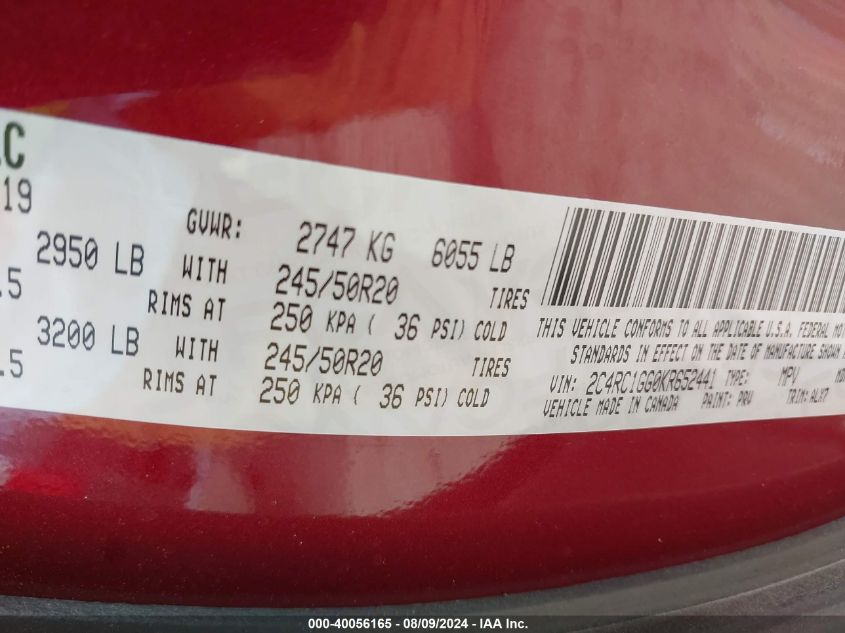 LC
19
GVWR: 2747 KG 6055 LB
2950 LB WITH 245/50R20 TIRES
.5 RIMS AT 250 KPA ( 36 PSI) COLD
3200 LB WITH 245/50R20 TIRES
.5 RIMS AT 250 KPA ( 36 PSI) COLD
THIS VEHICLE CONFORMS TO ALL APPLICABLE U.S.A. FEDERAL
STANDARDS IN EFFECT ON THE DATE OF MANUFACTURE SHOWN
VIN: 2C4RC1GG0KR652441 TYPE: MPV
VEHICLE MADE IN CANADA PAINT: PRV TRIM: ALX7
000-40056165 - 08/09/2024 - IAA Inc.